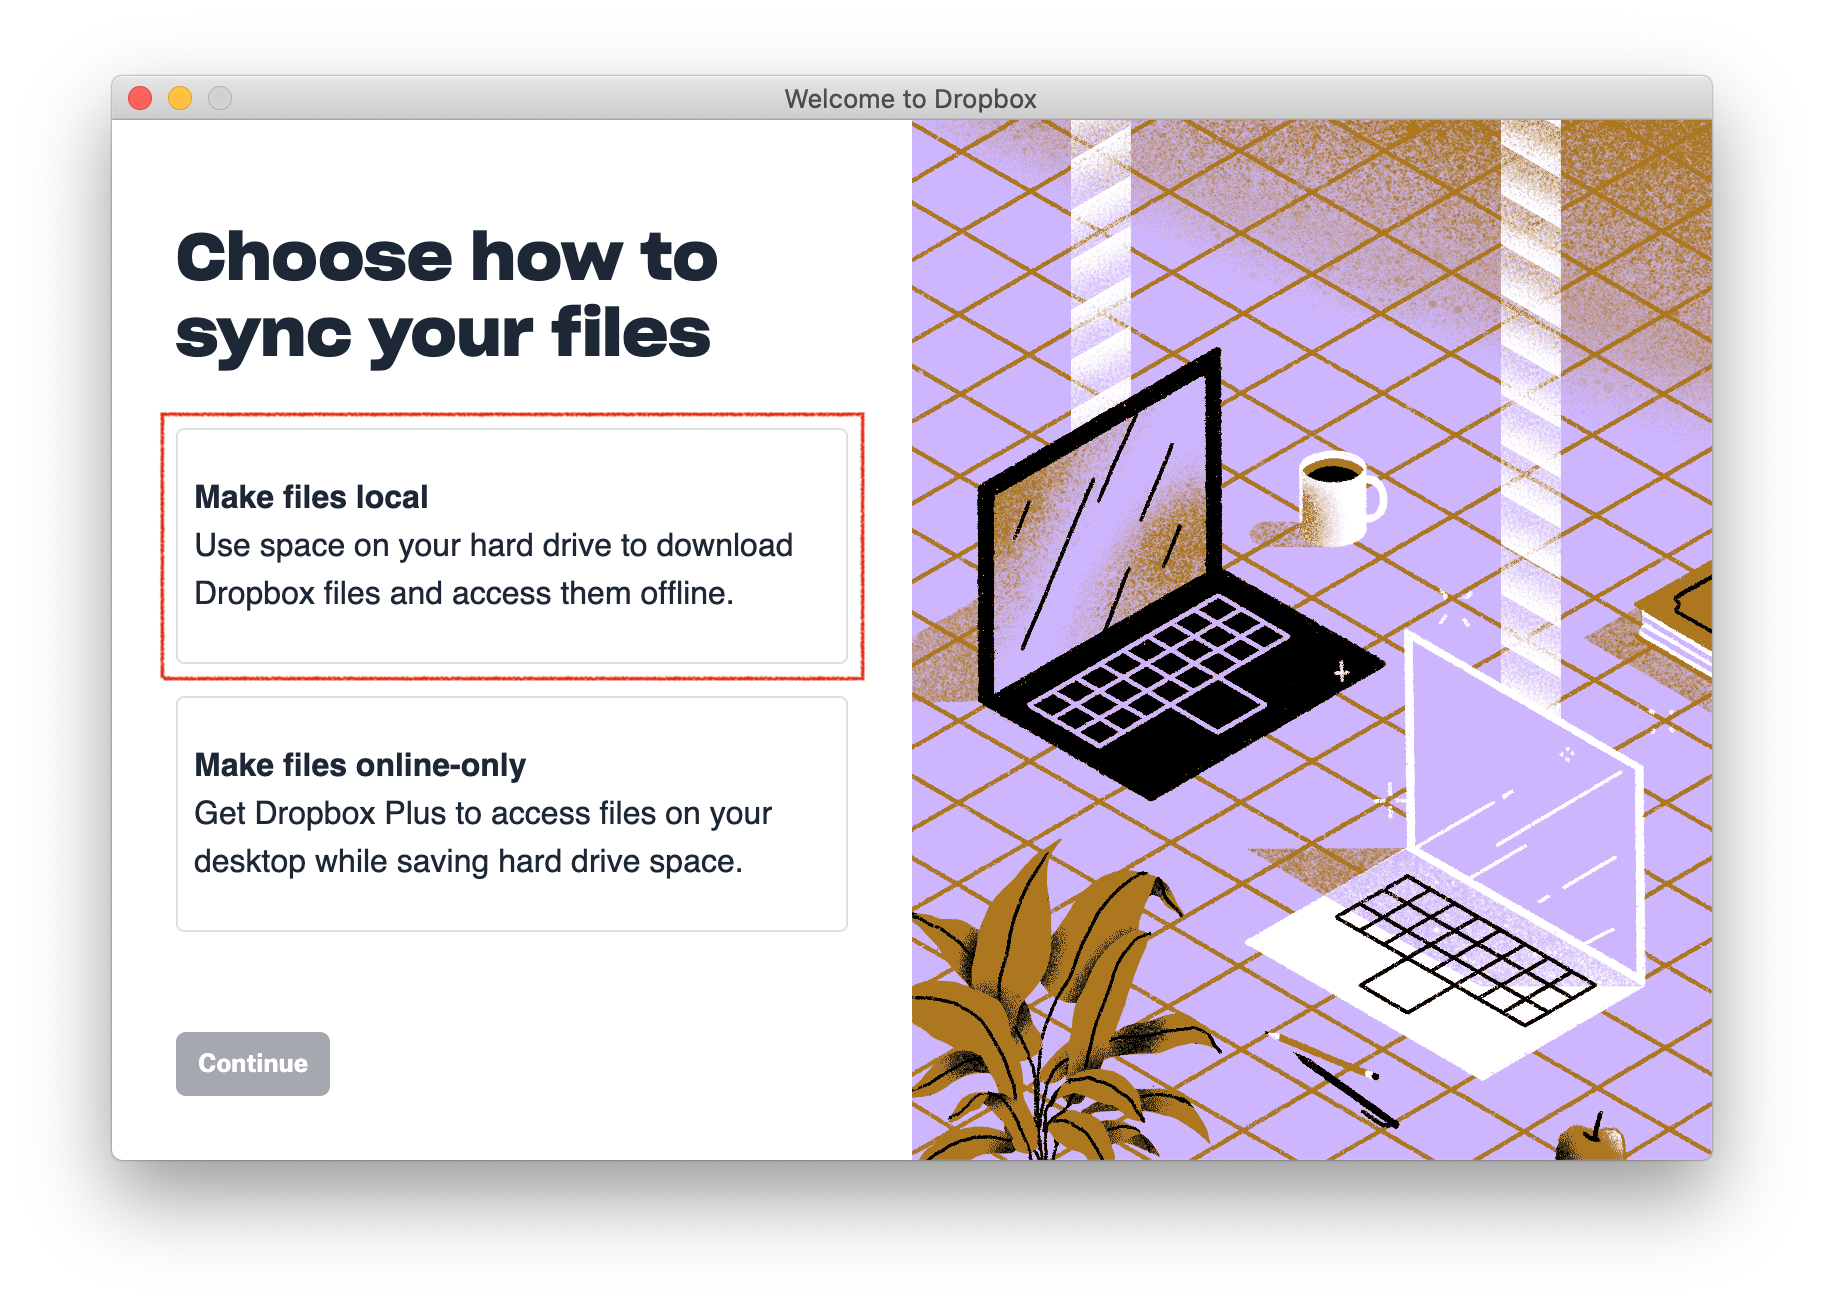 Welcome to Dropbox
Choose how to
sync your files
Make files local
Use space on your hard drive to download
Dropbox files and access them offline.
Make files online-only
Get Dropbox Plus to access files on your
desktop while saving hard drive space.
Continue